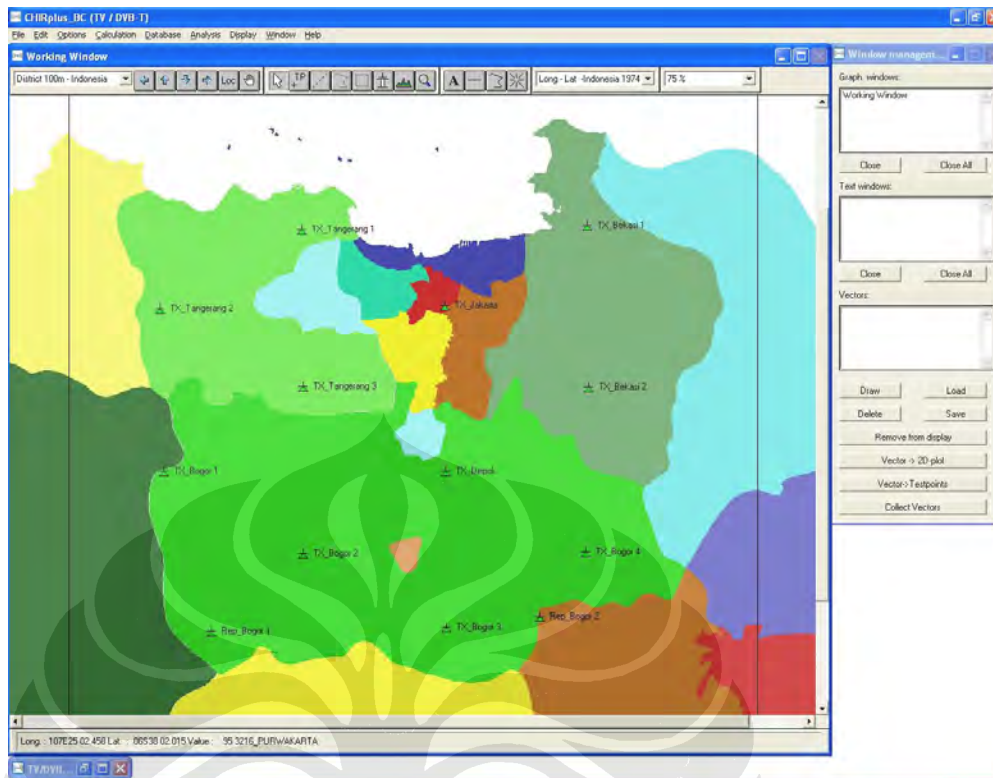 CHIRplus_BC (TV / DVB-T)
File Edit Options Calculation Database Analysis Display Window Help
Working Window
District 100m - Indonesia
Loc
TP
A
Long - Lat -Indonesia 1974
75 %
TX_Tangerang 1
TX_Bekasi 1
TX_Tangerang 2
TX_Jakarta
TX_Tangerang 3
TX_Bekasi 2
TX_Bogor 1
TX_Depok
TX_Bogor 2
TX_Bogor 4
Rep_Bogor 1
TX_Bogor 3
Rep_Bogor 2
Long. : 107E25 02.458 Lat. : 06S38 02.015 Value : 95 3216_PURWAKARTA
TV/DVB...
Window managem...
Graph. windows:
Working Window
Close Close All
Text windows:
Close Close All
Vectors:
Draw Load
Delete Save
Remove from display
Vector -> 2D-plot
Vector-> Testpoints
Collect Vectors